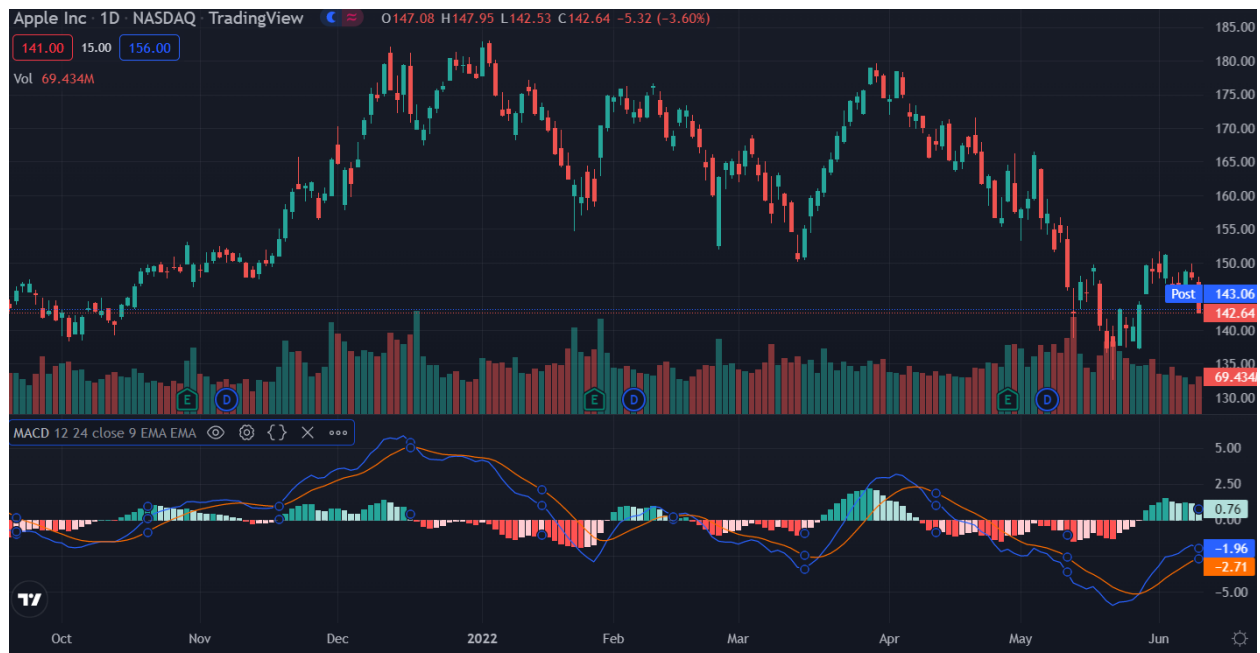 Apple Inc · 1D · NASDAQ · TradingView O147.08 H147.95 L142.53 C142.64 -5.32 (-3.60%)
141.00 15.00 156.00
Vol 69.434M
185.00
180.00
175.00
170.00
165.00
160.00
155.00
150.00
Post 143.06
142.64
140.00
135.00
69.434M
130.00
E D E D E D
MACD 12 24 close 9 EMA EMA
5.00
2.50
0.76
0.00
−1.96
−2.71
−5.00
Oct Nov Dec 2022 Feb Mar Apr May Jun